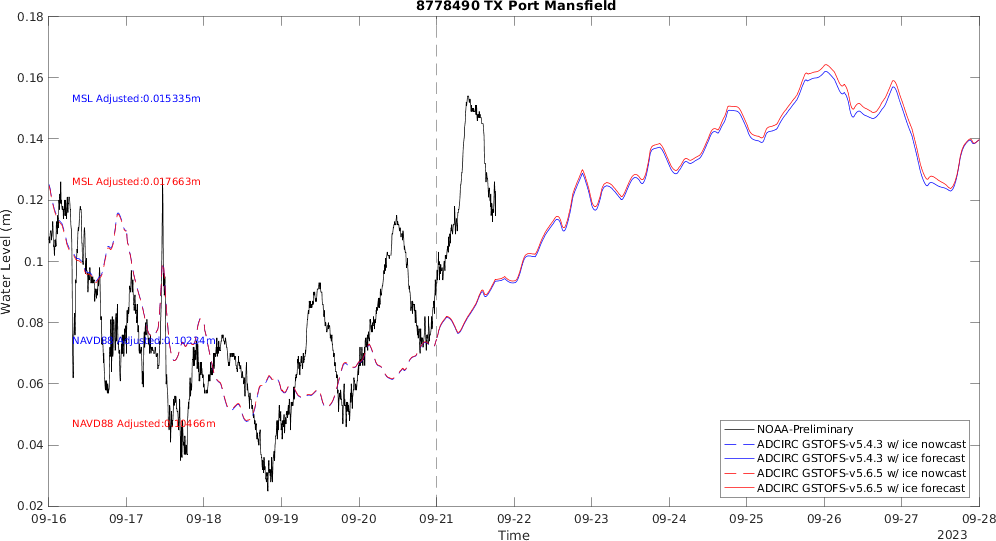 8778490 TX Port Mansfield
0.18
0.16
0.14
0.12
0.1
0.08
0.06
0.04
0.02
Water Level (m)
MSL Adjusted:0.015335m
MSL Adjusted:0.017663m
NAVD88 Adjusted:0.10234m
NAVD88 Adjusted:0.10466m
NOAA-Preliminary
ADCIRC GSTOFS-v5.4.3 w/ ice nowcast
ADCIRC GSTOFS-v5.4.3 w/ ice forecast
ADCIRC GSTOFS-v5.6.5 w/ ice nowcast
ADCIRC GSTOFS-v5.6.5 w/ ice forecast
09-16 09-17 09-18 09-19 09-20 09-21 09-22 09-23 09-24 09-25 09-26 09-27 09-28
Time
2023